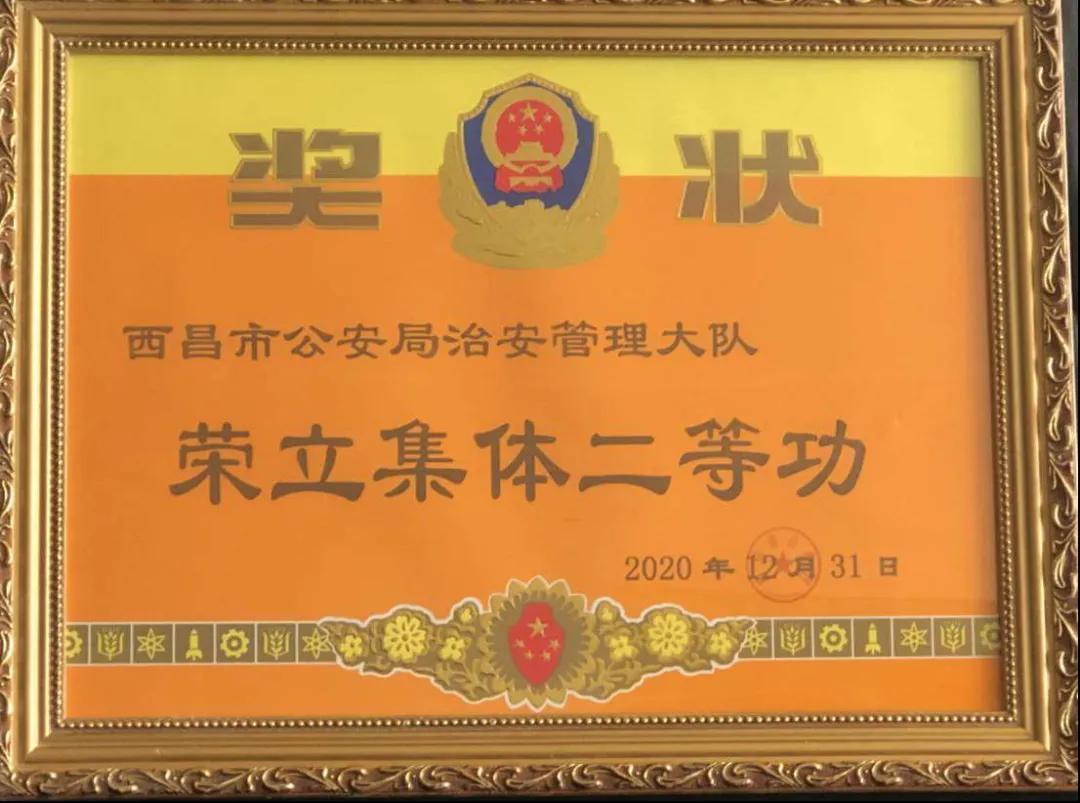 奖状
西昌市公安局治安管理大队
荣立集体二等功
2020年12月31日